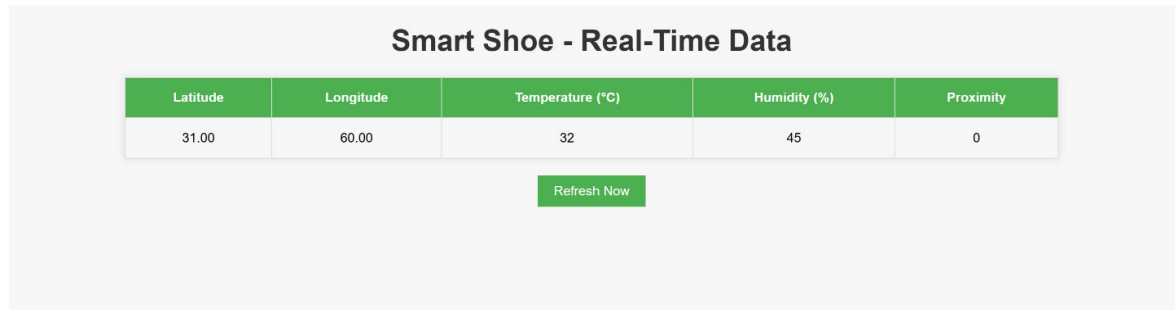 Smart Shoe - Real-Time Data
Latitude Longitude Temperature (°C) Humidity (%) Proximity
31.00 60.00 32 45 0
Refresh Now